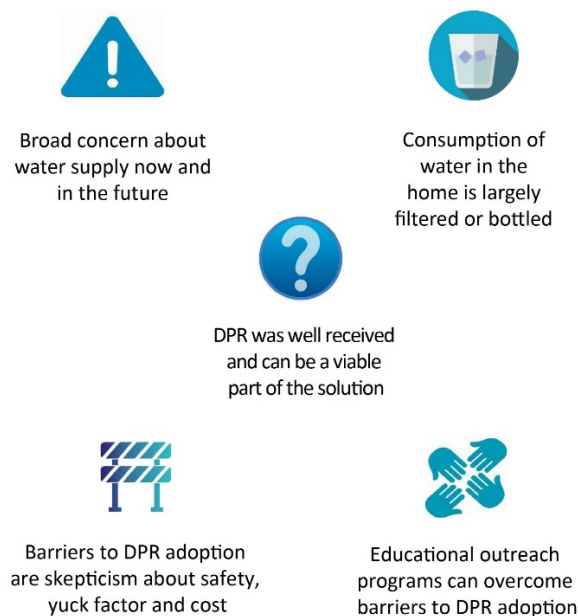 Broad concern about
water supply now and
in the future
Consumption of
water in the
home is largely
filtered or bottled
DPR was well received
and can be a viable
part of the solution
Barriers to DPR adoption
are skepticism about safety,
yuck factor and cost
Educational outreach
programs can overcome
barriers to DPR adoption